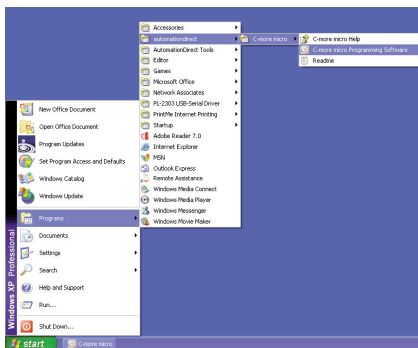 Accessories
automationdirect
AutomationDirect Tools
Editor
Games
Microsoft Office
Network Associates
PL-2303 USB-Serial Driver
PrintMe Internet Printing
Startup
Adobe Reader 7.0
Internet Explorer
MSN
Outlook Express
Remote Assistance
Windows Media Connect
Windows Media Player
Windows Messenger
Windows Movie Maker
C-more micro
C-more micro Help
C-more micro Programming Software
Readme
New Office Document
Open Office Document
Program Updates
Set Program Access and Defaults
Windows Catalog
Windows Update
Programs
Documents
Settings
Search
Help and Support
Run...
Shut Down...
Windows XP Professional
start
C-more micro